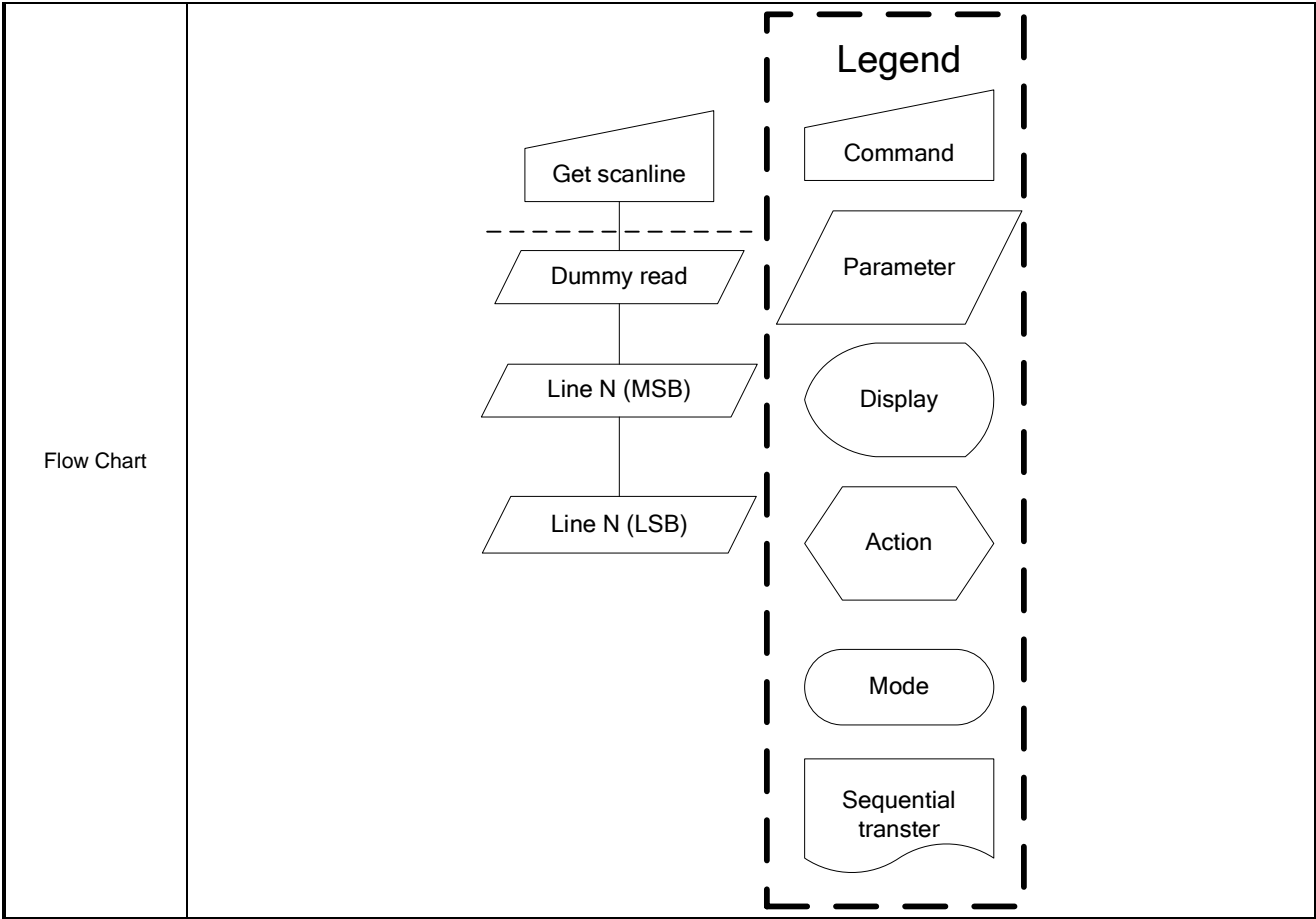 Flow Chart
Get scanline
Dummy read
Line N (MSB)
Line N (LSB)
Legend
Command
Parameter
Display
Action
Mode
Sequential
transter